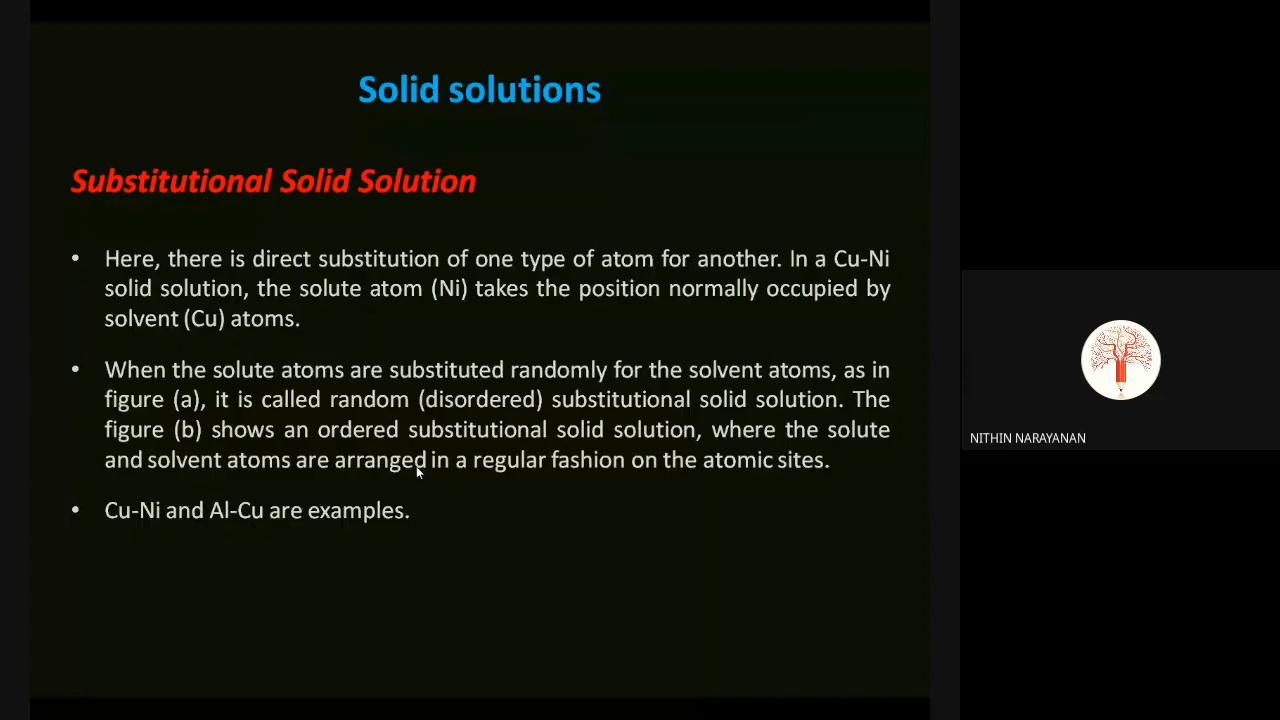 Solid solutions
Substitutional Solid Solution
• Here, there is direct substitution of one type of atom for another. In a Cu-Ni
solid solution, the solute atom (Ni) takes the position normally occupied by
solvent (Cu) atoms.
• When the solute atoms are substituted randomly for the solvent atoms, as in
figure (a), it is called random (disordered) substitutional solid solution. The
figure (b) shows an ordered substitutional solid solution, where the solute
and solvent atoms are arranged in a regular fashion on the atomic sites.
• Cu-Ni and Al-Cu are examples.
NITHIN NARAYANAN